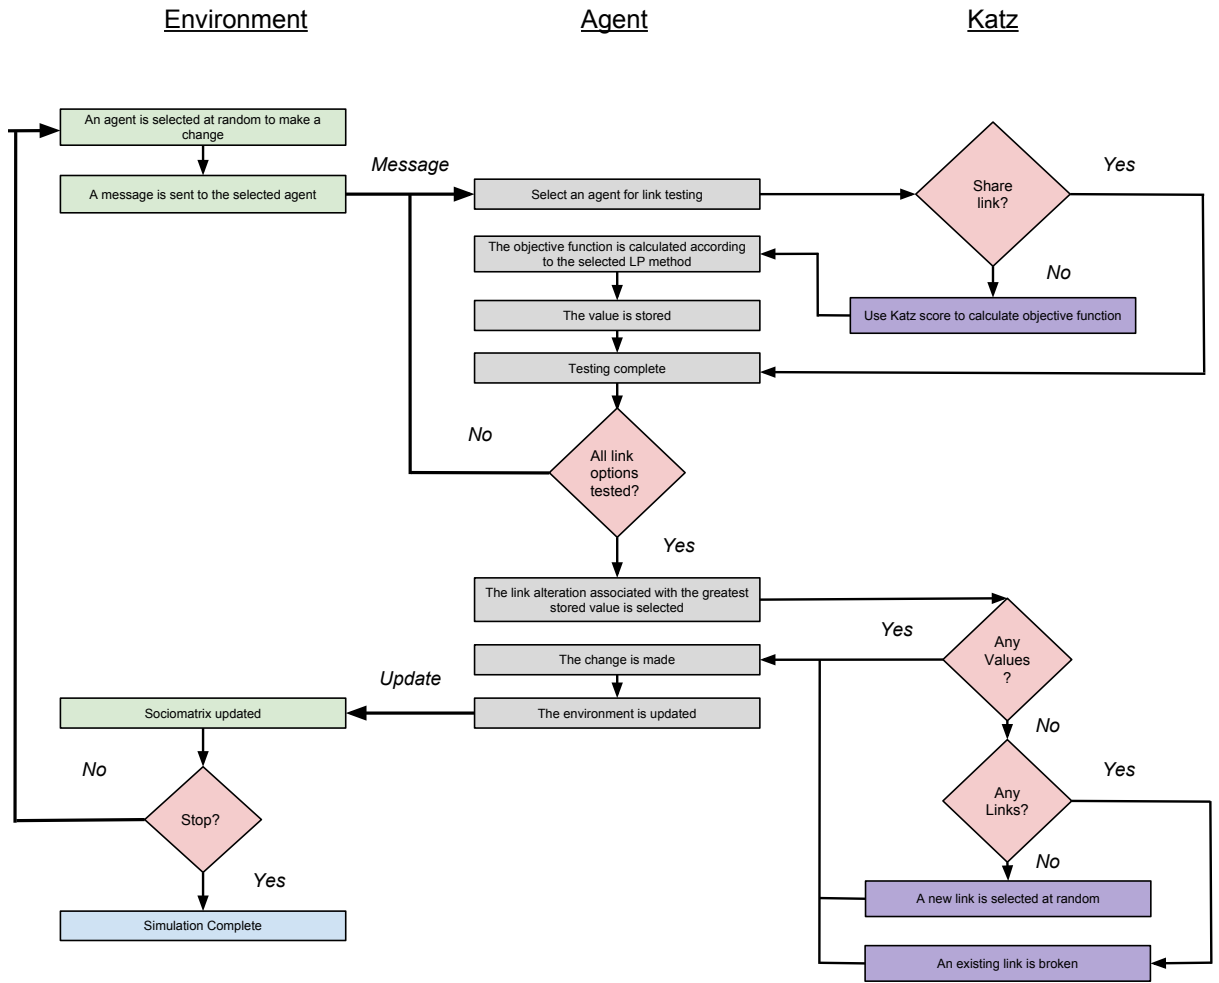 Environment
Agent
Katz
An agent is selected at random to make a
change
Message
Yes
A message is sent to the selected agent
Select an agent for link testing
Share
link?
The objective function is calculated according
to the selected LP method
No
The value is stored
Use Katz score to calculate objective function
Testing complete
No
All link
options
tested?
Yes
The link alteration associated with the greatest
stored value is selected
Yes
Any
Values
?
The change is made
Update
Sociomatrix updated
The environment is updated
No
No
Yes
Any
Links?
Stop?
No
Yes
A new link is selected at random
Simulation Complete
An existing link is broken